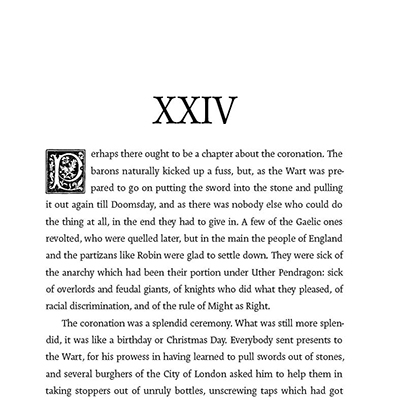 XXIV
Perhaps there ought to be a chapter about the coronation. The
barons naturally kicked up a fuss, but, as the Wart was pre-
pared to go on putting the sword into the stone and pulling
it out again till Doomsday, and as there was nobody else who could do
the thing at all, in the end they had to give in. A few of the Gaelic ones
revolted, who were quelled later, but in the main the people of England
and the partizans like Robin were glad to settle down. They were sick of
the anarchy which had been their portion under Uther Pendragon: sick
of overlords and feudal giants, of knights who did what they pleased, of
racial discrimination, and of the rule of Might as Right.
The coronation was a splendid ceremony. What was still more splen-
did, it was like a birthday or Christmas Day. Everybody sent presents to
the Wart, for his prowess in having learned to pull swords out of stones,
and several burghers of the City of London asked him to help them in
taking stoppers out of unruly bottles, unscrewing taps which had got